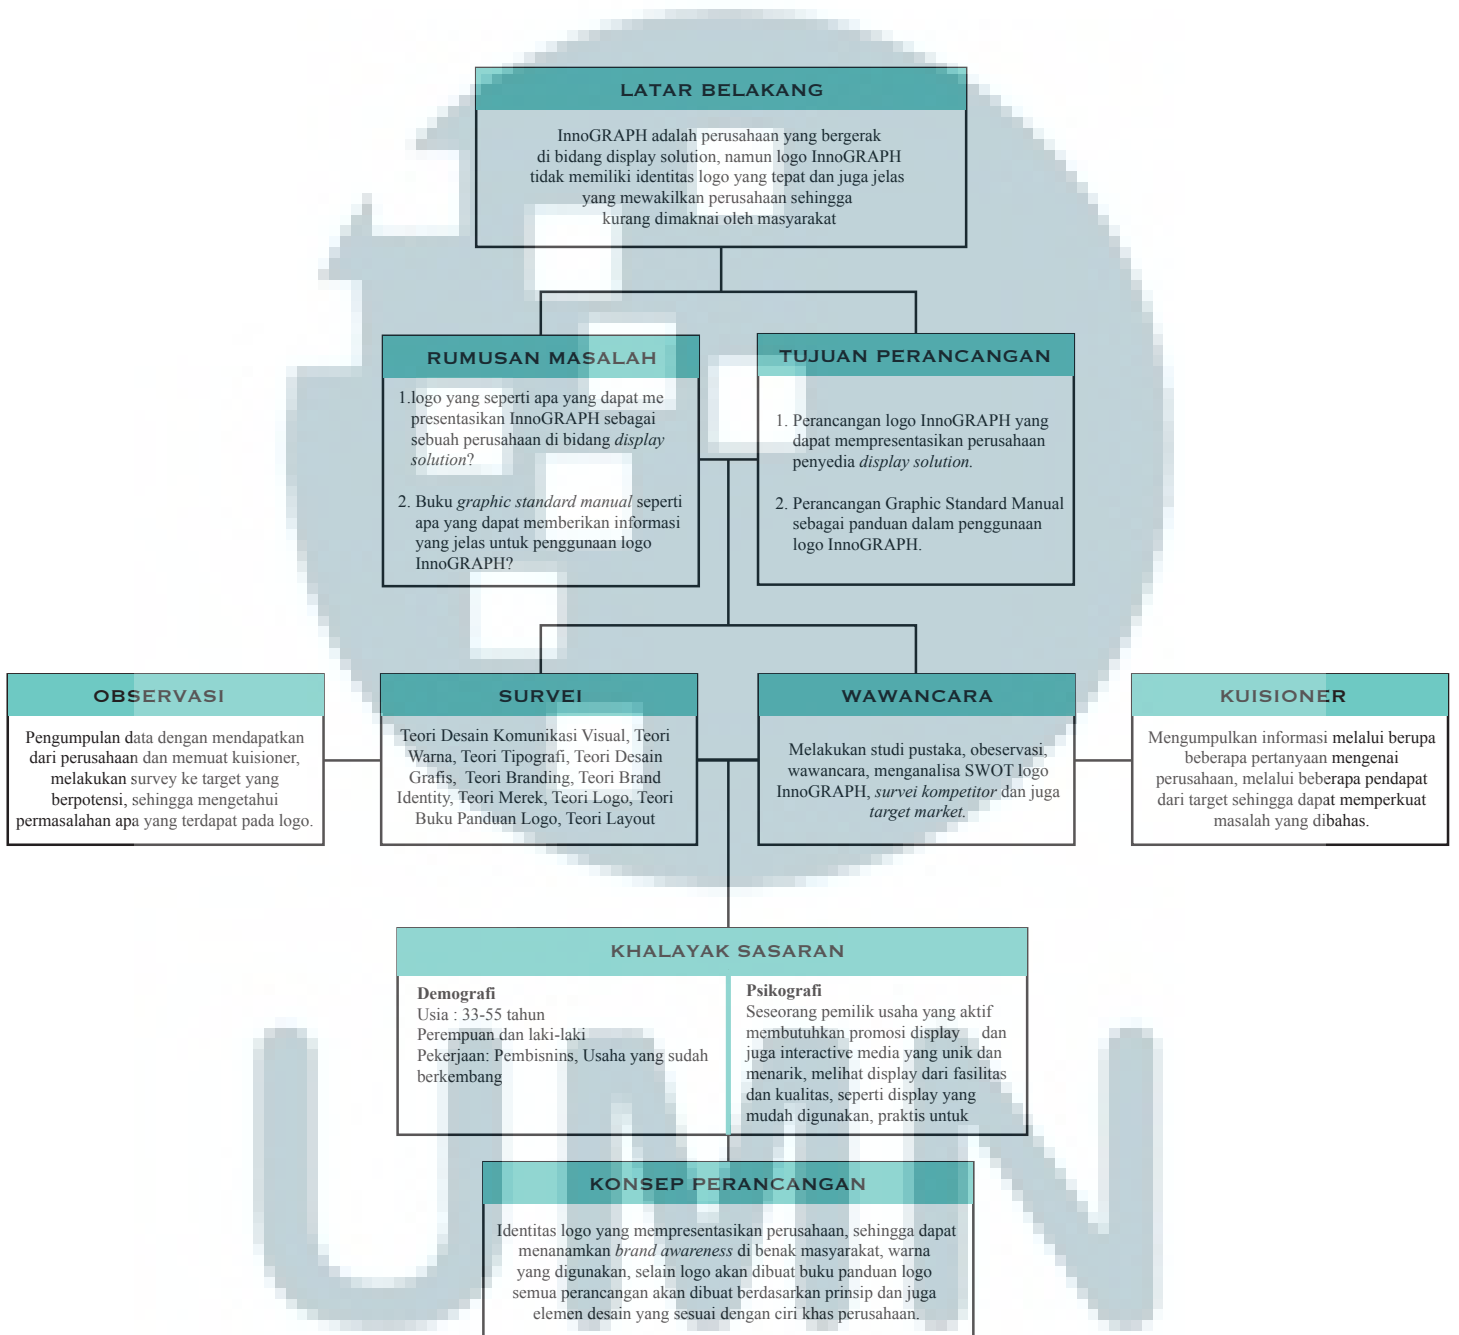 LATAR BELAKANG
InnoGRAPH adalah perusahaan yang bergerak
di bidang display solution, namun logo InnoGRAPH
tidak memiliki identitas logo yang tepat dan juga jelas
yang mewakilkan perusahaan sehingga
kurang dimaknai oleh masyarakat
RUMUSAN MASALAH
1.logo yang seperti apa yang dapat me
presentasikan InnoGRAPH sebagai
sebuah perusahaan di bidang display
solution?
2. Buku graphic standard manual seperti
apa yang dapat memberikan informasi
yang jelas untuk penggunaan logo
InnoGRAPH?
TUJUAN PERANCANGAN
1. Perancangan logo InnoGRAPH yang
dapat mempresentasikan perusahaan
penyedia display solution.
2. Perancangan Graphic Standard Manual
sebagai panduan dalam penggunaan
logo InnoGRAPH.
OBSERVASI
Pengumpulan data dengan mendapatkan
dari perusahaan dan memuat kuisioner,
melakukan survey ke target yang
berpotensi, sehingga mengetahui
permasalahan apa yang terdapat pada logo.
SURVEI
Teori Desain Komunikasi Visual, Teori
Warna, Teori Tipografi, Teori Desain
Grafis, Teori Branding, Teori Brand
Identity, Teori Merek, Teori Logo, Teori
Buku Panduan Logo, Teori Layout
WAWANCARA
Melakukan studi pustaka, obeservasi,
wawancara, menganalisa SWOT logo
InnoGRAPH, survei kompetitor dan juga
target market.
KUISIONER
Mengumpulkan informasi melalui berupa
beberapa pertanyaan mengenai
perusahaan, melalui beberapa pendapat
dari target sehingga dapat memperkuat
masalah yang dibahas.
KHALAYAK SASARAN
Demografi
Usia : 33-55 tahun
Perempuan dan laki-laki
Pekerjaan: Pembisnins, Usaha yang sudah
berkembang
Psikografi
Seseorang pemilik usaha yang aktif
membutuhkan promosi display dan
juga interactive media yang unik dan
menarik, melihat display dari fasilitas
dan kualitas, seperti display yang
mudah digunakan, praktis untuk
KONSEP PERANCANGAN
Identitas logo yang mempresentasikan perusahaan, sehingga dapat
menanamkan brand awareness di benak masyarakat, warna
yang digunakan, selain logo akan dibuat buku panduan logo
semua perancangan akan dibuat berdasarkan prinsip dan juga
elemen desain yang sesuai dengan ciri khas perusahaan.
UMN